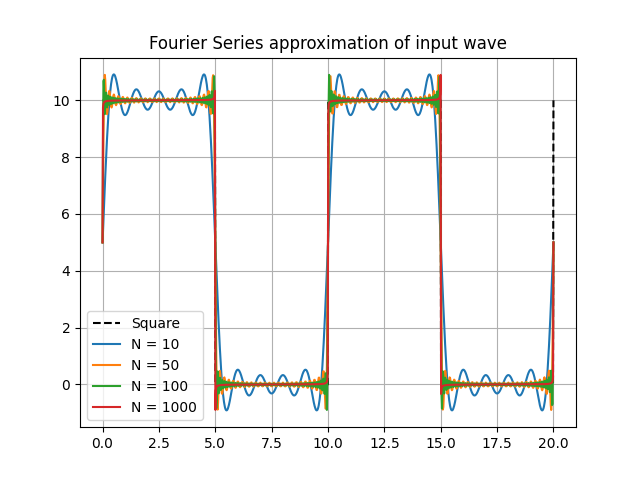 Fourier Series approximation of input wave
10
8
6
4
2
0
Square
N = 10
N = 50
N = 100
N = 1000
0.0 2.5 5.0 7.5 10.0 12.5 15.0 17.5 20.0